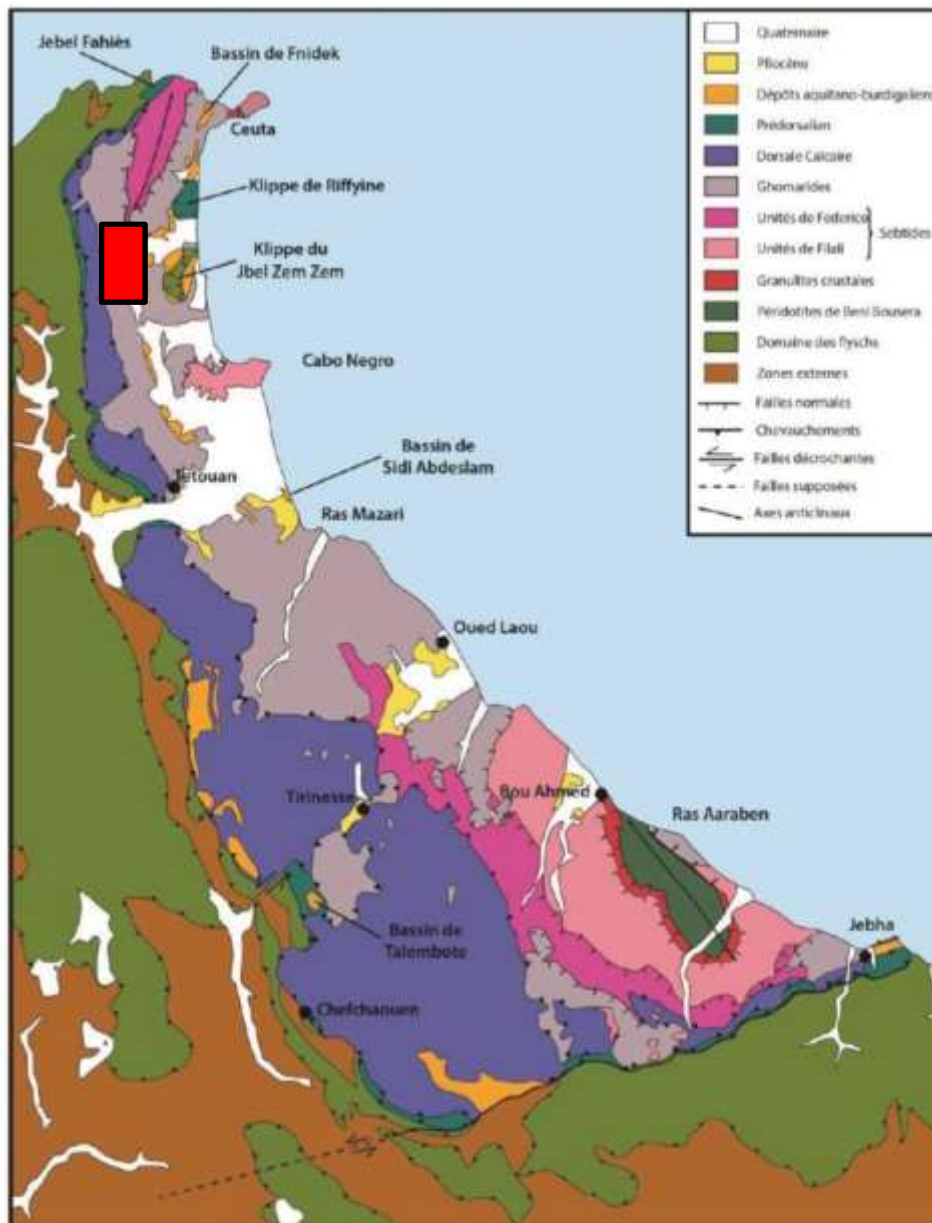 Jebel Fahiès
Bassin de Fnidek
Ceuta
Klippe de Riffyine
Klippe du
Jbel Zem Zem
Cabo Negro
Tetouan
Bassin de
Sidi Abdeslam
Ras Mazari
Oued Laou
Tirinesse
Bou Ahmed
Ras Aaraben
Bassin de
Talembote
Jebha
Chefchaouen
Quaternaire
Pliocène
Dépôts aquitano-burdigaliens
Prédorsalien
Dorsale Calcaire
Ghomarides
Unités de Federico
Sebtides
Unités de Filali
Granulites crustales
Péridotites de Beni Bousera
Domaine des flyschs
Zones externes
Failles normales
Chevauchements
Failles décrochantes
Failles supposées
Axes anticlinaux